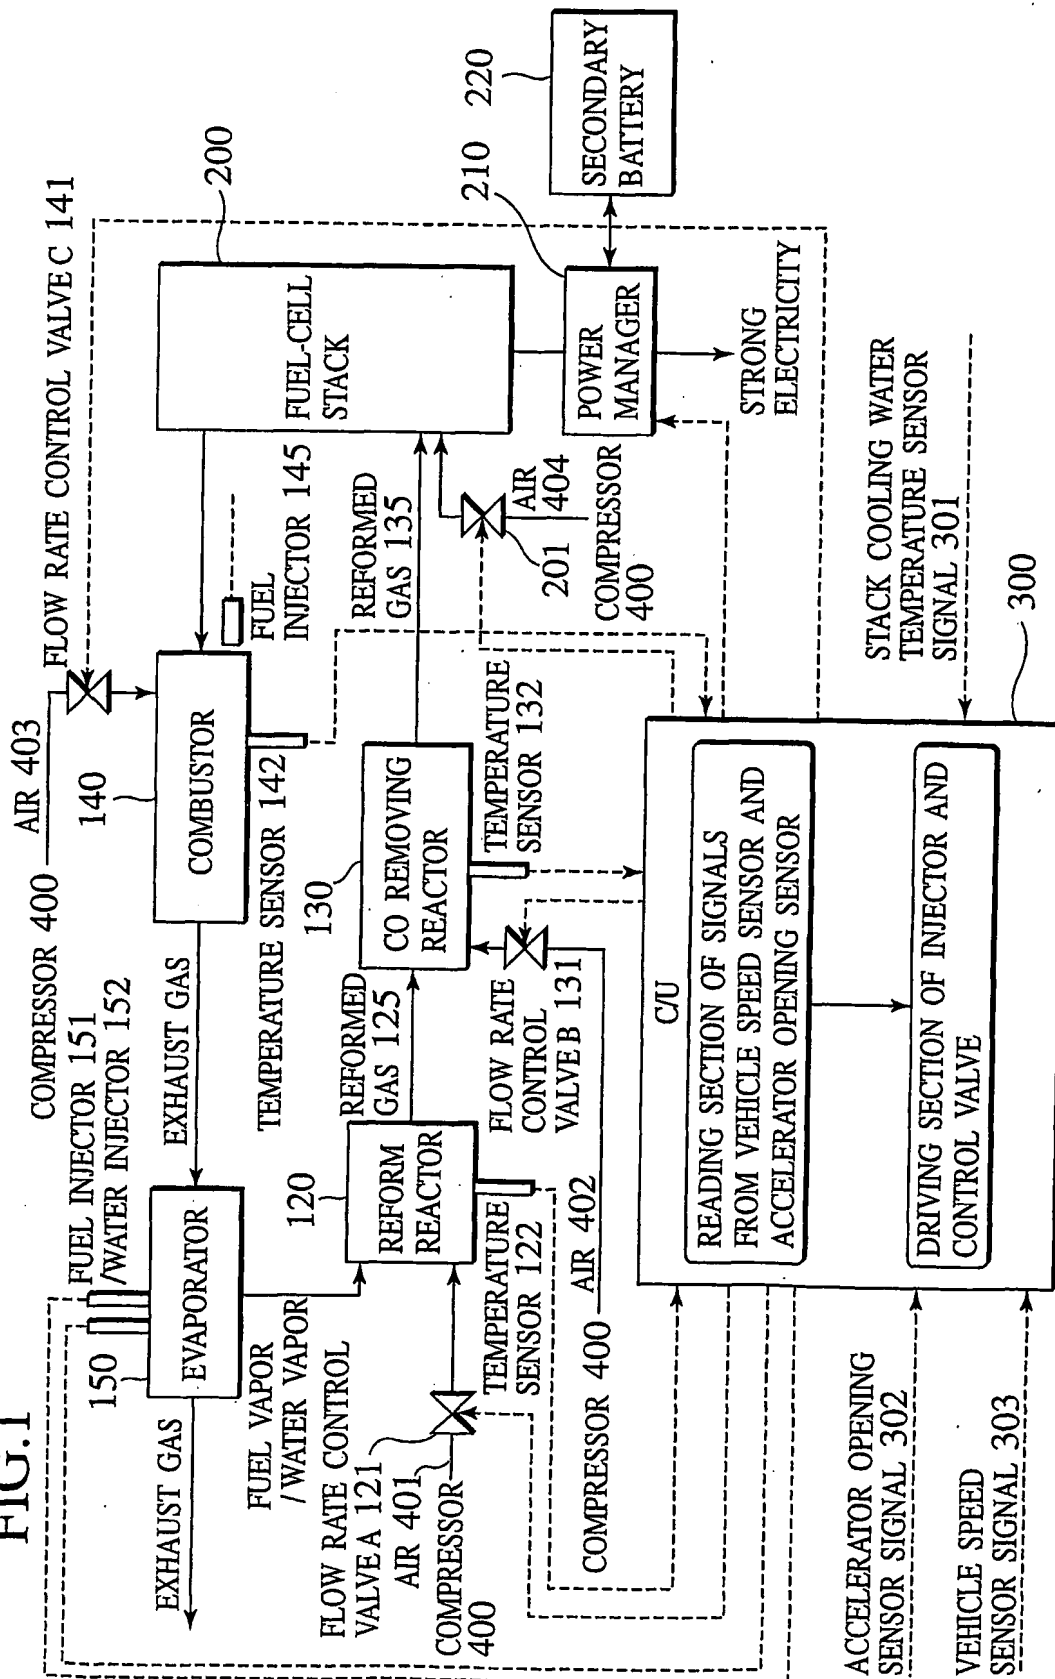 FIG.1
COMPRESSOR 400
AIR 403
FLOW RATE CONTROL VALVE C 141
FUEL INJECTOR 151
/WATER INJECTOR 152
140
200
220
150
EVAPORATOR
EXHAUST GAS
COMBUSTOR
FUEL-CELL
STACK
SECONDARY
BATTERY
EXHAUST GAS
FUEL
INJECTOR 145
TEMPERATURE SENSOR 142
210
FUEL VAPOR
/WATER VAPOR
120
REFORMED
GAS 125
130
REFORMED
GAS 135
POWER
MANAGER
FLOW RATE CONTROL
VALVE A 121
REFORM
REACTOR
CO REMOVING
REACTOR
AIR 401
COMPRESSOR
400
TEMPERATURE
SENSOR 122
FLOW RATE
CONTROL
VALVE B 131
TEMPERATURE
SENSOR 132
201
AIR
404
COMPRESSOR
400
STRONG
ELECTRICITY
COMPRESSOR 400
AIR 402
C/U
READING SECTION OF SIGNALS
FROM VEHICLE SPEED SENSOR AND
ACCELERATOR OPENING SENSOR
DRIVING SECTION OF INJECTOR AND
CONTROL VALVE
STACK COOLING WATER
TEMPERATURE SENSOR
SIGNAL 301
300
ACCELERATOR OPENING
SENSOR SIGNAL 302
VEHICLE SPEED
SENSOR SIGNAL 303